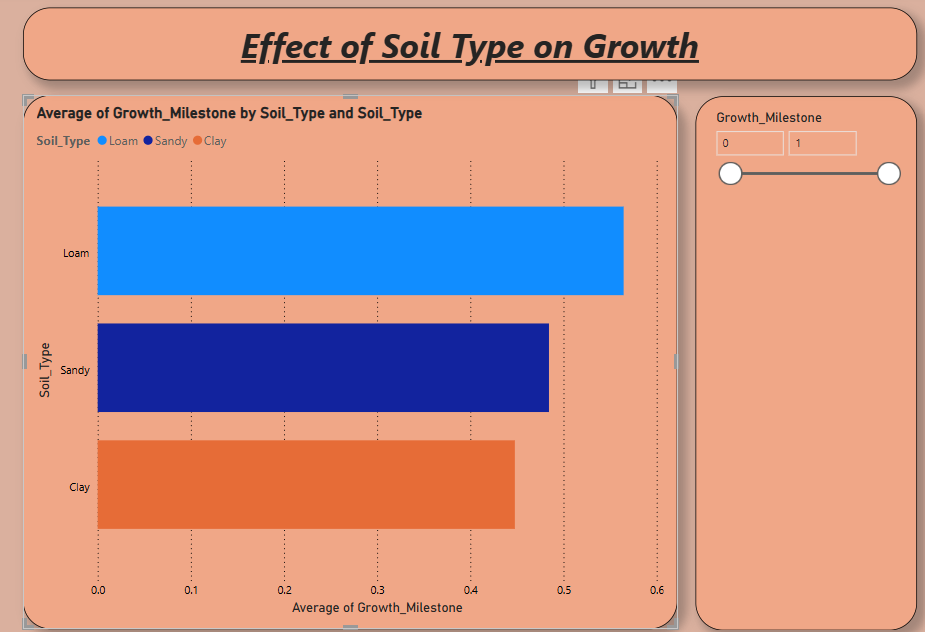 Effect of Soil Type on Growth
Average of Growth_Milestone by Soil_Type and Soil_Type
Soil_Type Loam Sandy Clay
Growth_Milestone
0 1
Loam
Sandy
Clay
Soil_Type
0.0 0.1 0.2 0.3 0.4 0.5 0.6
Average of Growth_Milestone